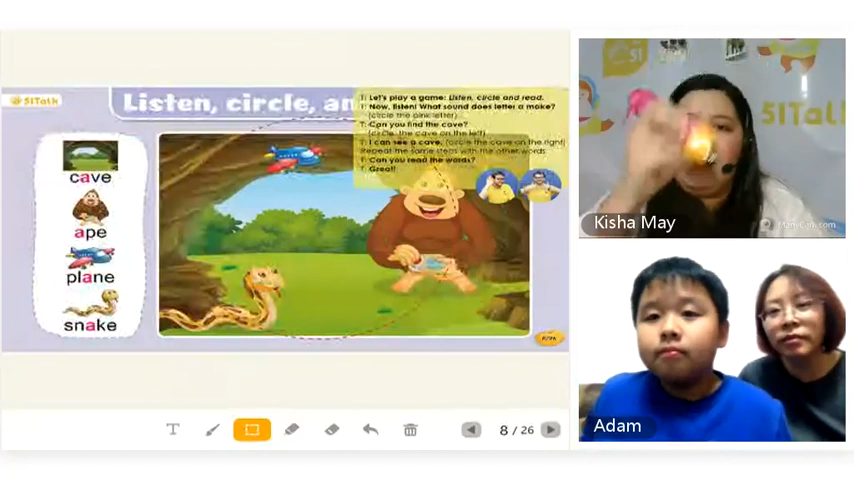 51Talk
Listen, circle, an
T: Let's play a game: Listen, circle and read.
T: Now, listen! What sound does letter a make?
(circle the pink letter)
T: Can you find the cave?
(circle the cave on the left)
T: I can see a cave. (circle the cave on the right)
Repeat the same steps with the other words.
T: Can you read the words?
T: Great!
cave
ape
plane
snake
T
8 / 26
51Talk
Kisha May
ManyCam.com
Adam